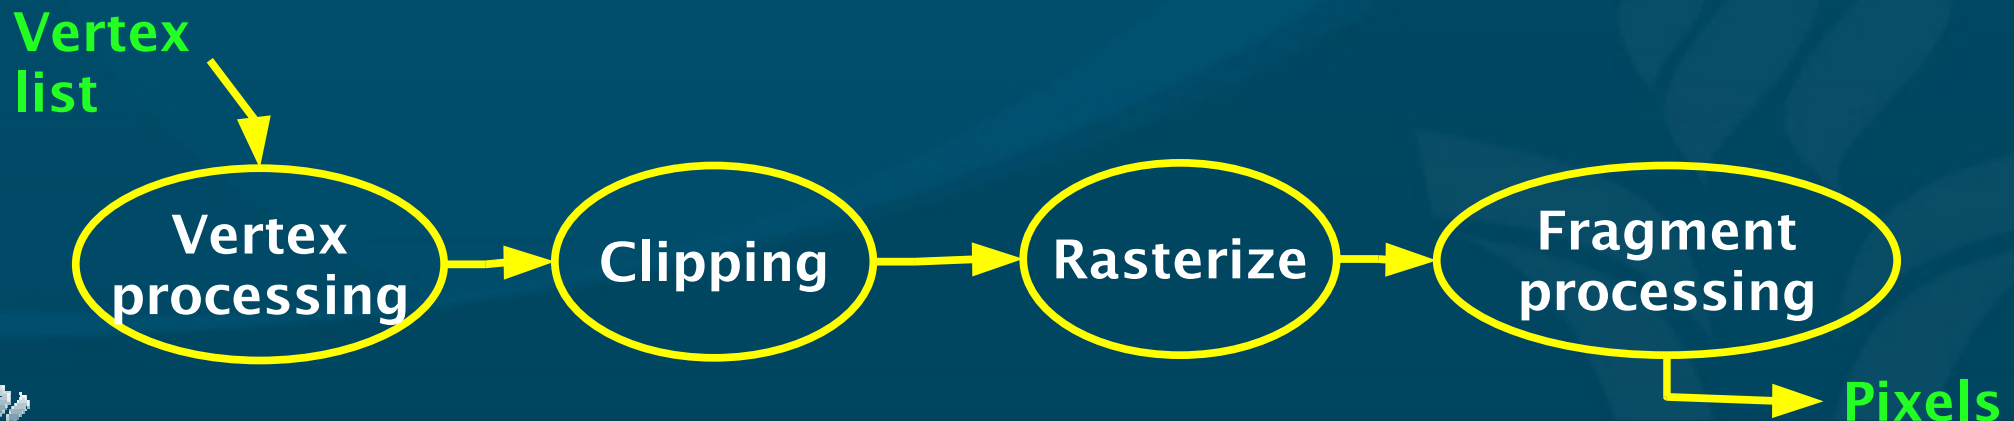 Vertex
list
Vertex
processing
Clipping
Rasterize
Fragment
processing
Pixels